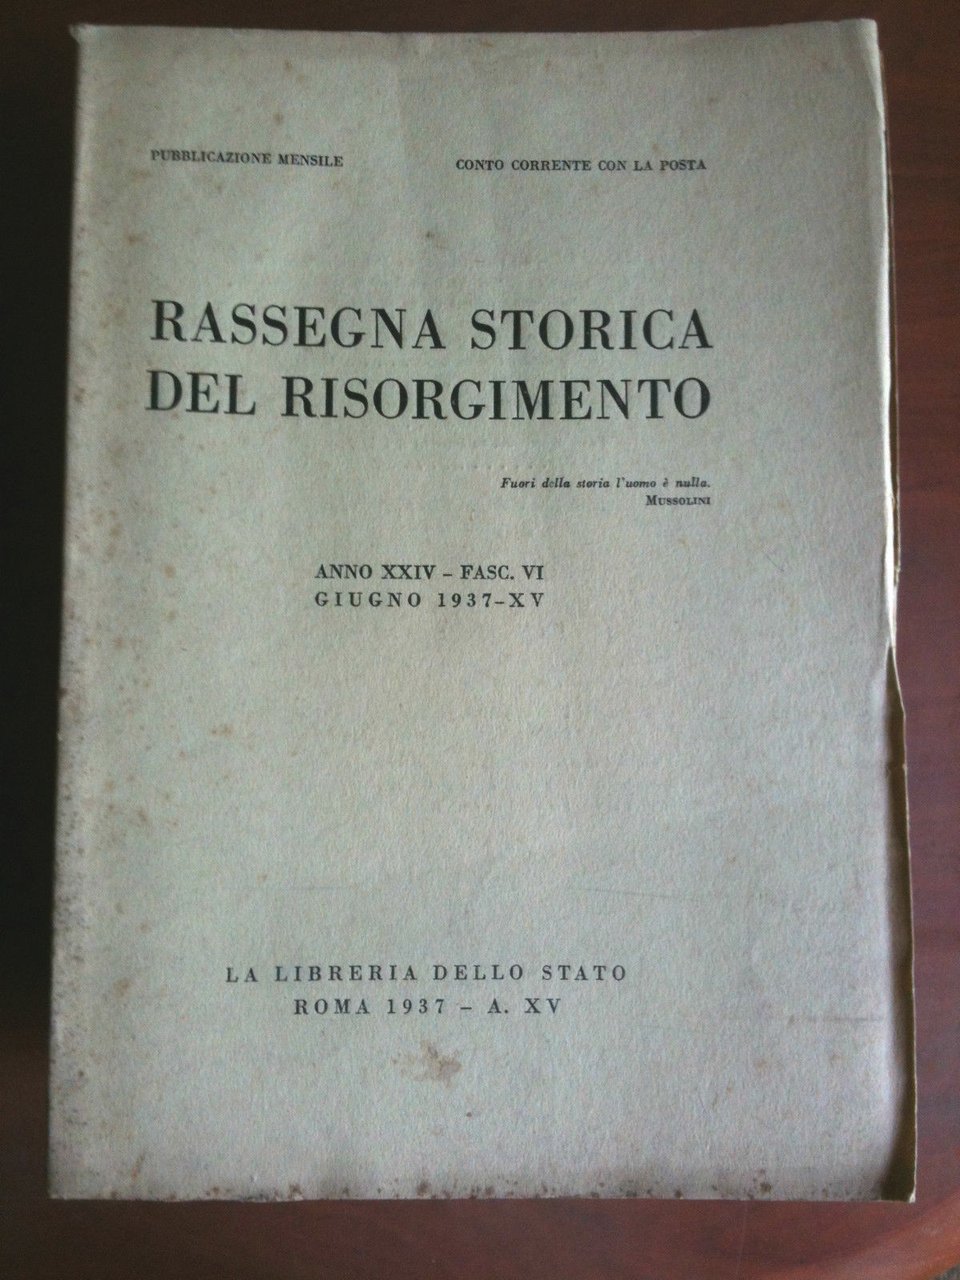 PUBBLICAZIONE MENSILE CONTO CORRENTE CON LA POSTA
RASSEGNA STORICA
DEL RISORGIMENTO
Fuori della storia l'uomo è nulla.
MUSSOLINI
ANNO XXIV – FASC. VI
GIUGNO 1937–XV
LA LIBRERIA DELLO STATO
ROMA 1937 – A. XV